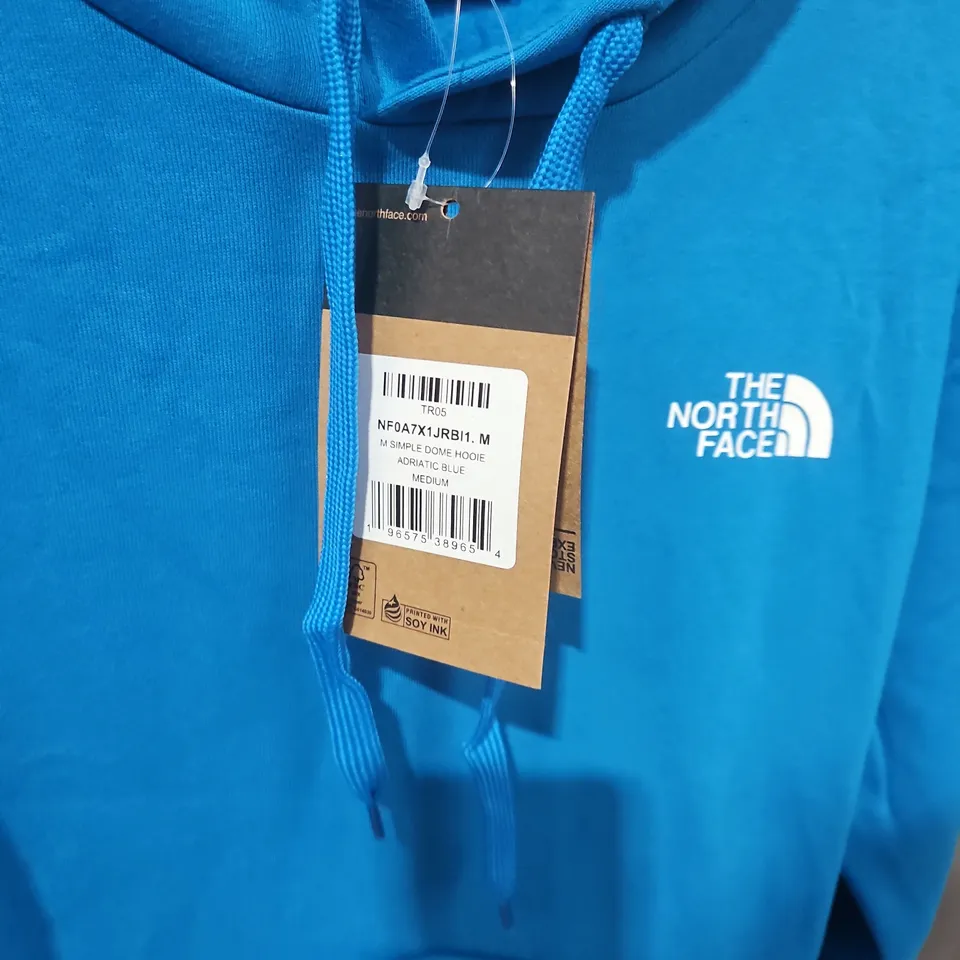 enorthface.com
TR05
NF0A7X1JRBI1. M
M SIMPLE DOME HOOIE
ADRIATIC BLUE
MEDIUM
1 96575 38965 4
PRINTED WITH
SOY INK
THE
NORTH
FACE